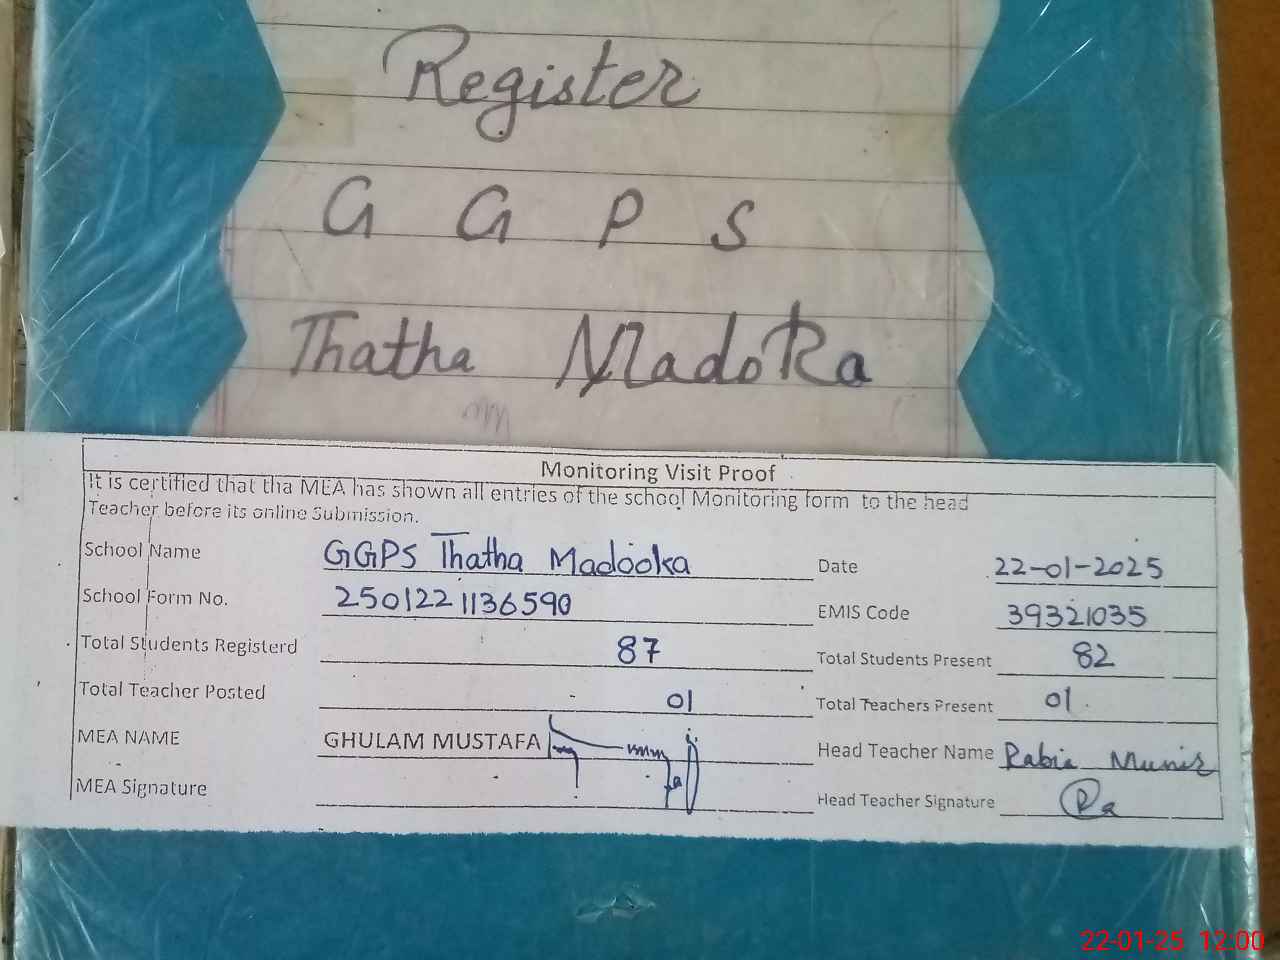 Register
G G P S
Thatha Madoka
Monitoring Visit Proof
It is certified that tha MEA has shown all entries of the school Monitoring form to the head
Teacher before its online Submission.
School Name GGPS Thatha Madooka Date 22-01-2025
School Form No. 2501221136590 EMIS Code 39321035
Total Students Registerd 87 Total Students Present 82
Total Teacher Posted 01 Total Teachers Present 01
MEA NAME GHULAM MUSTAFA Head Teacher Name Rabia Munir
MEA Signature Head Teacher Signature Ra
22-01-25 12:00